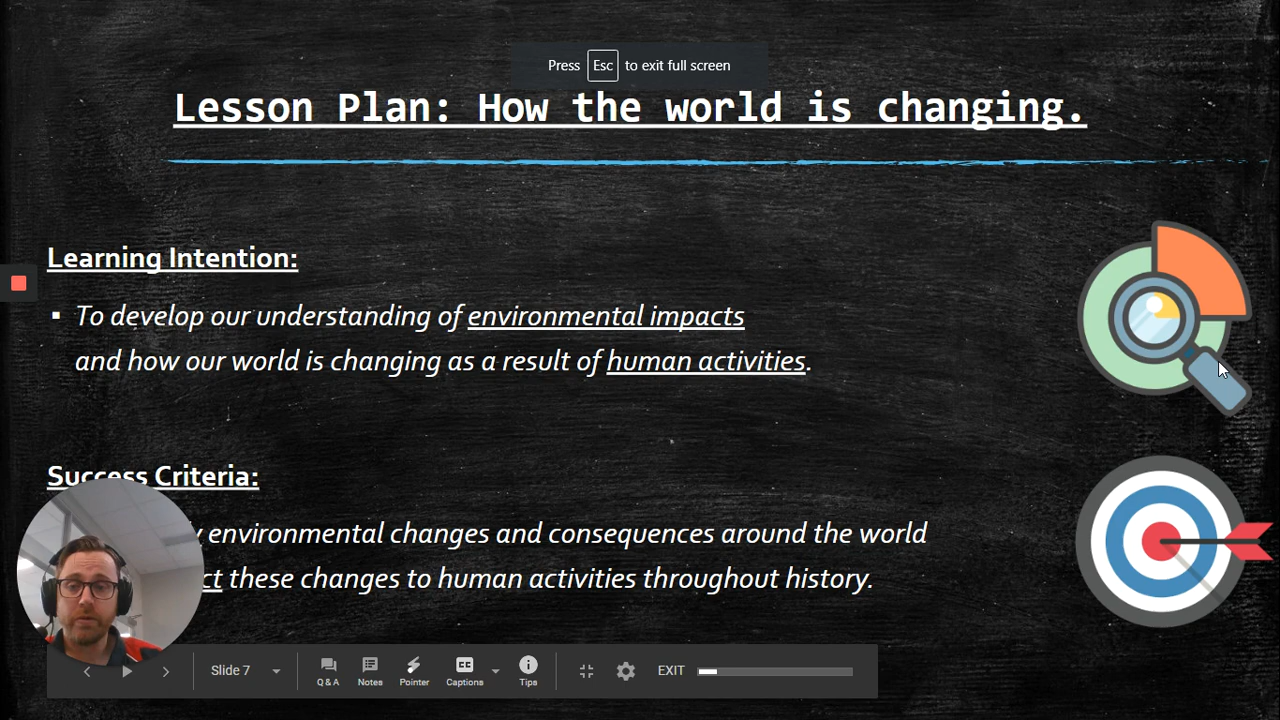 Press Esc to exit full screen
Lesson Plan: How the world is changing.
Learning Intention:
▪ To develop our understanding of environmental impacts
and how our world is changing as a result of human activities.
Success Criteria:
environmental changes and consequences around the world
these changes to human activities throughout history.
Slide 7
Q & A
Notes
Pointer
CC
Captions
Tips
EXIT